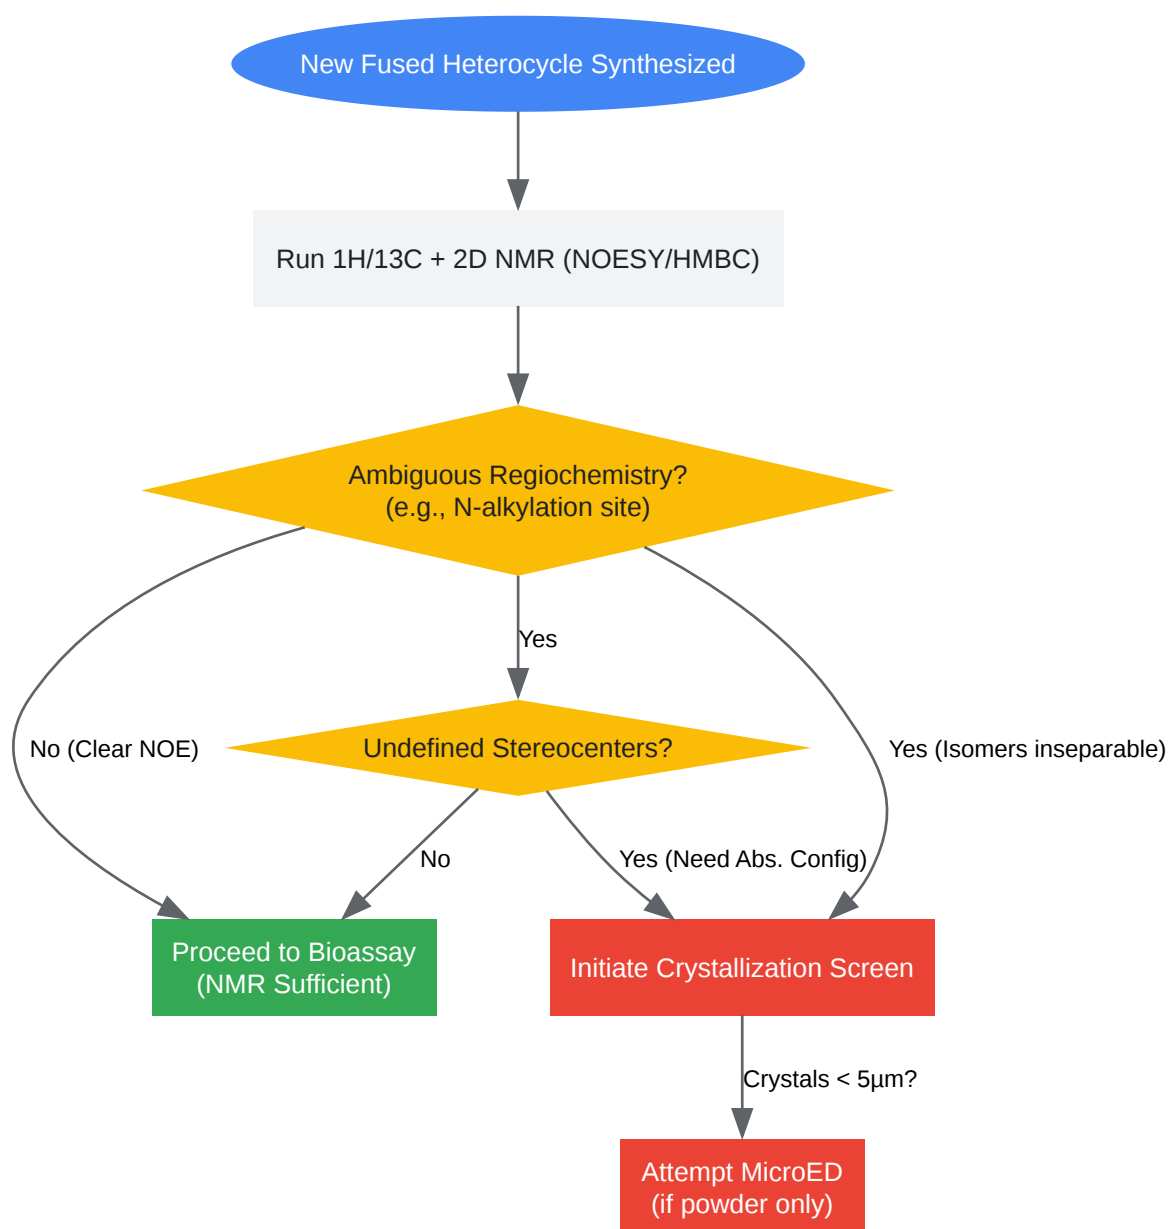 New Fused Heterocycle Synthesized
Run 1H/13C + 2D NMR (NOESY/HMBC)
Ambiguous Regiochemistry?
(e.g., N-alkylation site)
Yes
No (Clear NOE)
Undefined Stereocenters?
Yes (Isomers inseparable)
No
Yes (Need Abs. Config)
Proceed to Bioassay
(NMR Sufficient)
Initiate Crystallization Screen
Crystals < 5µm?
Attempt MicroED
(if powder only)